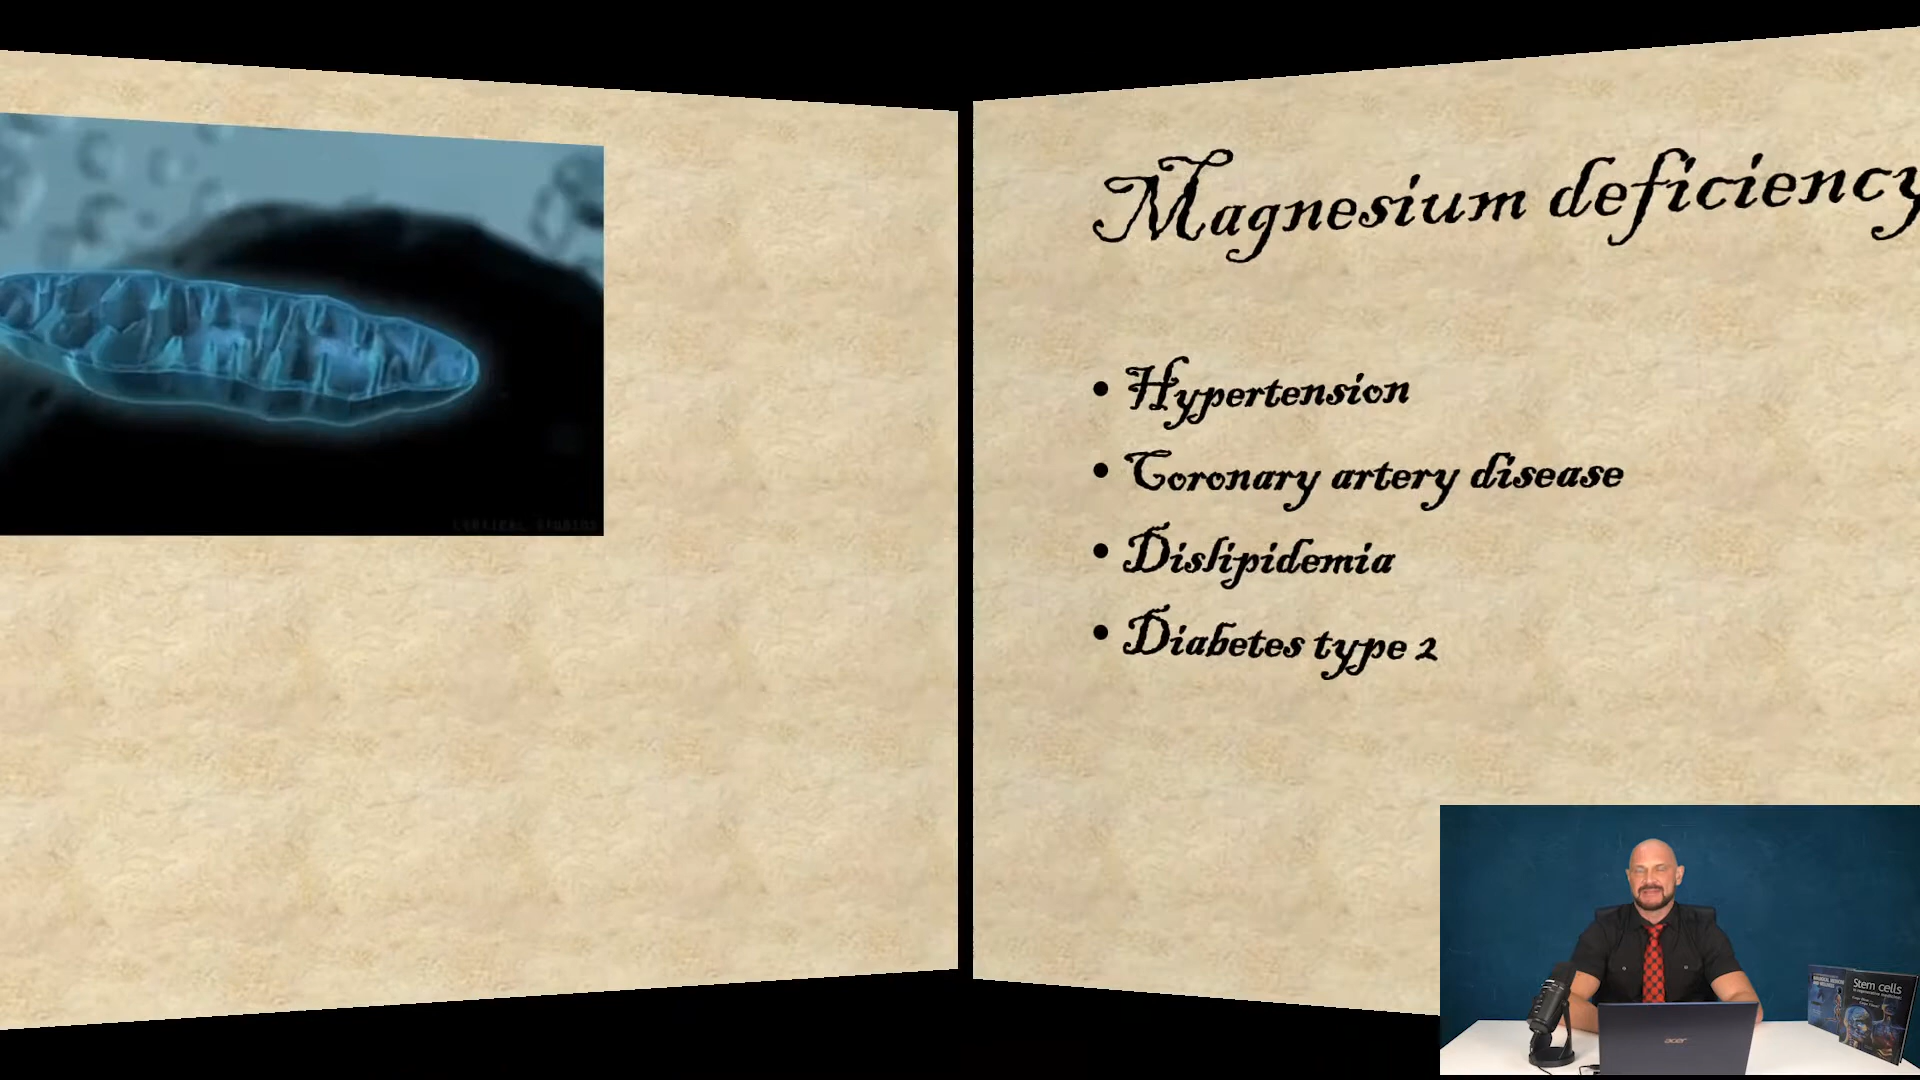 Magnesium deficiency
• Hypertension
• Coronary artery disease
• Dislipidemia
• Diabetes type 2
Stem cells
acer